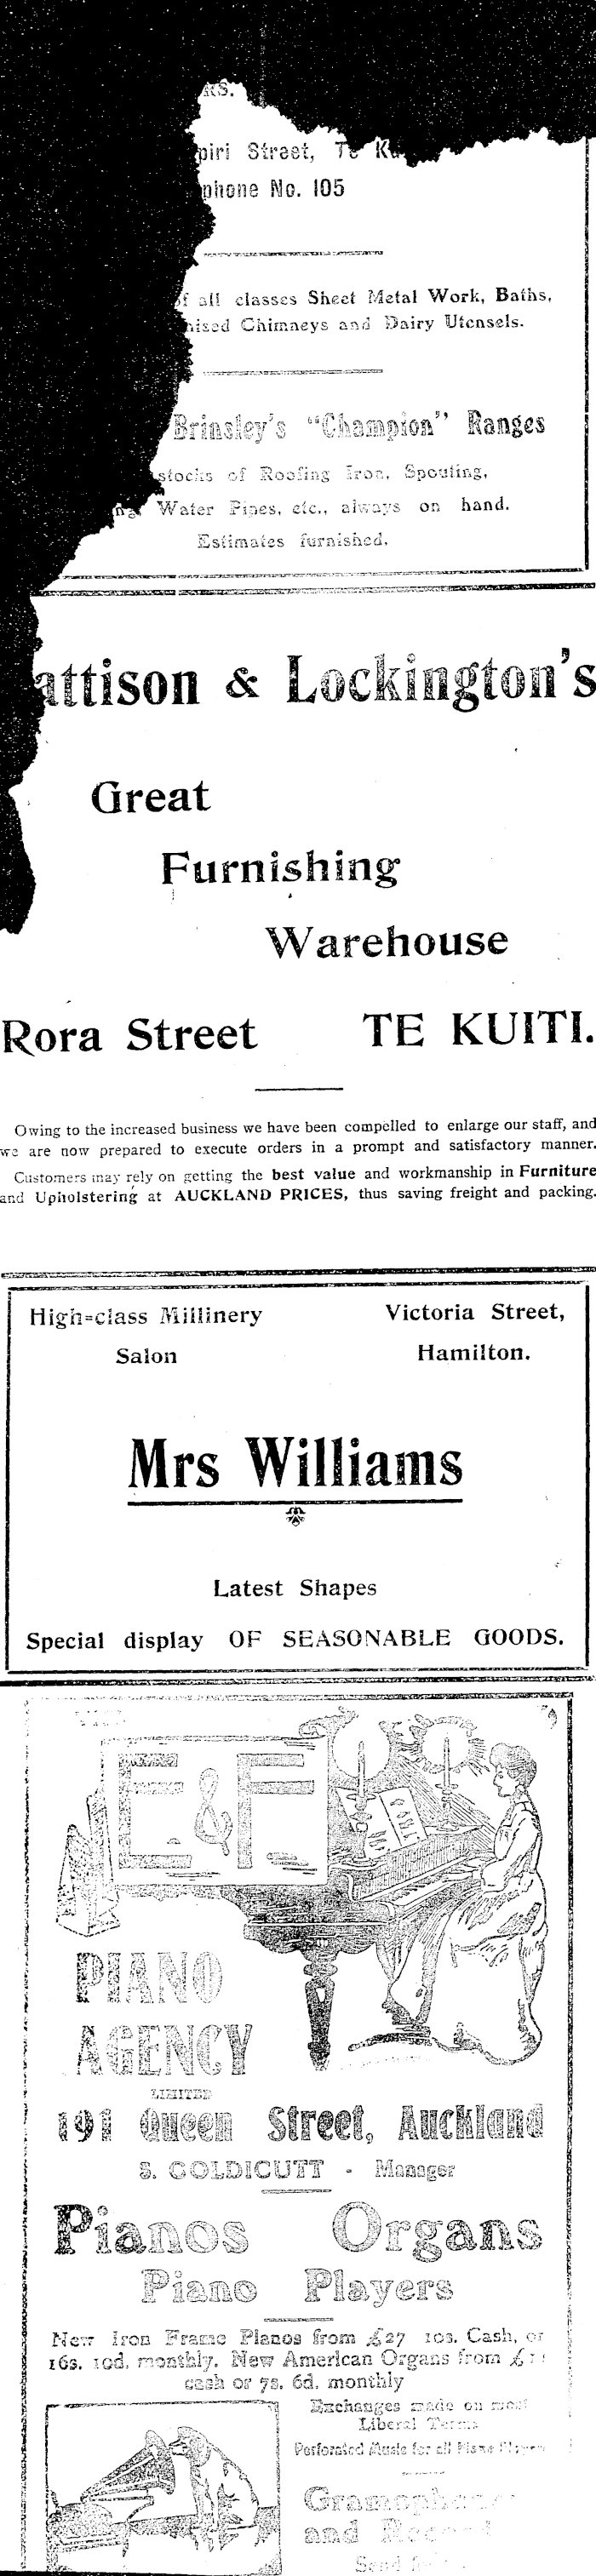 RS.
piri Street, Te Ku
phone No. 105
of all classes Sheet Metal Work, Baths,
nised Chimneys and Dairy Utensels.
Brinsley's "Champion" Ranges
stocks of Roofing Iron, Spouting,
ng, Water Pipes, etc., always on hand.
Estimates furnished.
attison & Lockington's
Great
Furnishing
Warehouse
Rora Street TE KUITI.
Owing to the increased business we have been compelled to enlarge our staff, and
we are now prepared to execute orders in a prompt and satisfactory manner.
Customers may rely on getting the best value and workmanship in Furniture
and Upholstering at AUCKLAND PRICES, thus saving freight and packing.
High=class Millinery Victoria Street,
Salon Hamilton.
Mrs Williams
Latest Shapes
Special display OF SEASONABLE GOODS.
E & F
PIANO
AGENCY
LIMITED
191 Queen Street, Auckland
S. COLDICUTT - Manager
Pianos Organs
Piano Players
New Iron Frame Pianos from £27 10s. Cash, or
16s. 10d. monthly. New American Organs from
cash or 7s. 6d. monthly
Exchanges made on most
Liberal Terms
Perforated Music for all Piano Players
Gramophone
and Record
Send